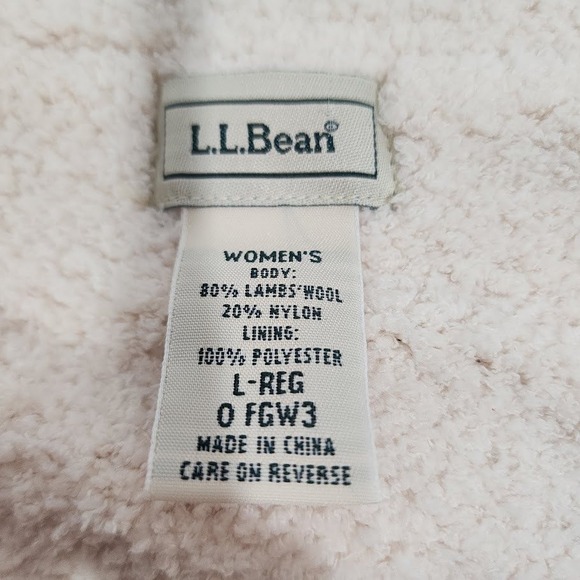 L.L.Bean®
WOMEN'S
BODY:
80% LAMBS'WOOL
20% NYLON
LINING:
100% POLYESTER
L-REG
0 FGW3
MADE IN CHINA
CARE ON REVERSE